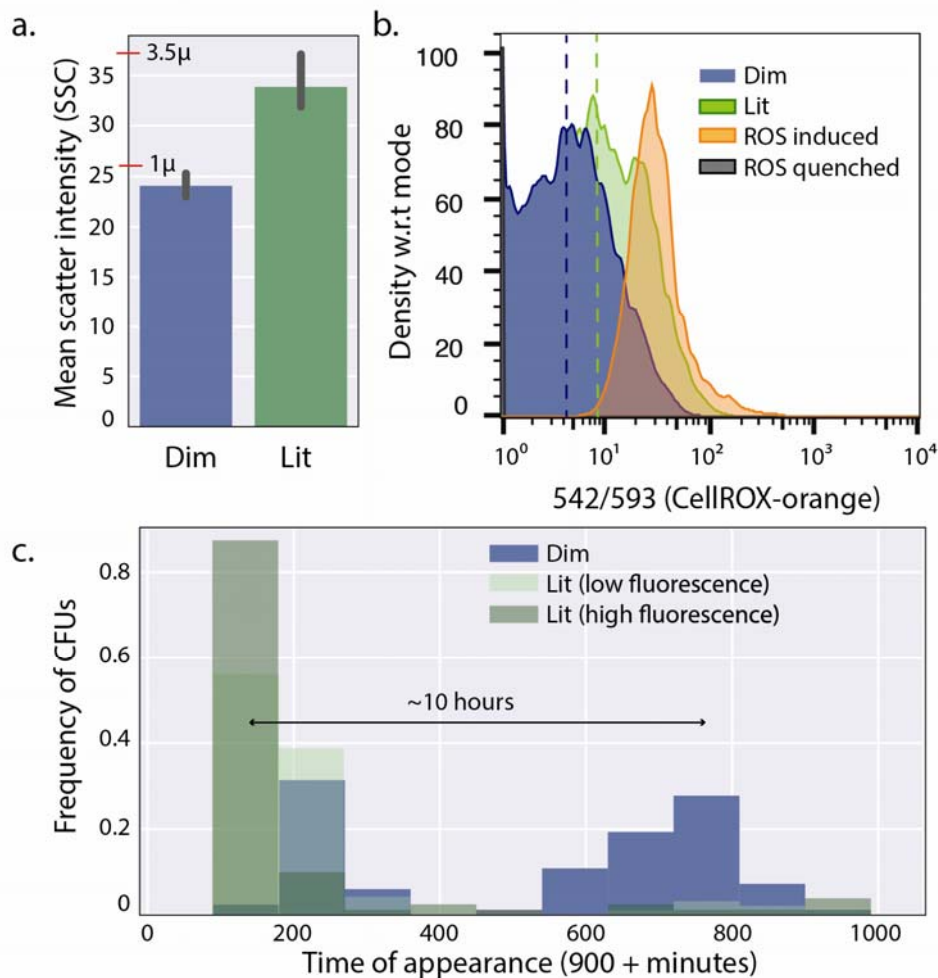 a.
Mean scatter intensity (SSC)
3.5μ
35
30
1μ
25
20
15
10
5
0
Dim
Lit
b.
Density w.r.t mode
100
80
60
40
20
0
Dim
Lit
ROS induced
ROS quenched
10⁰
10¹
10²
10³
10⁴
542/593 (CellROX-orange)
c.
Frequency of CFUs
0.8
0.6
0.4
0.2
0
Dim
Lit (low fluorescence)
Lit (high fluorescence)
~10 hours
0
200
400
600
800
1000
Time of appearance (900 + minutes)